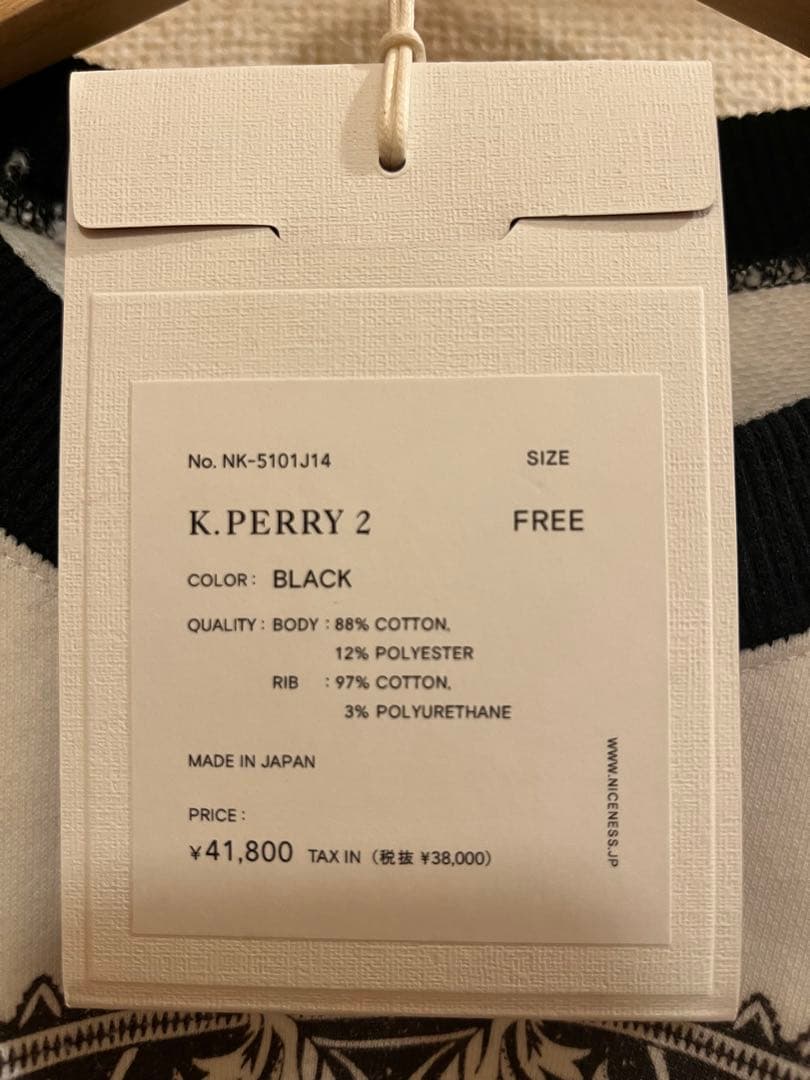 No. NK-5101J14 SIZE
K.PERRY 2 FREE
COLOR : BLACK
QUALITY : BODY : 88% COTTON,
12% POLYESTER
RIB : 97% COTTON,
3% POLYURETHANE
MADE IN JAPAN
PRICE :
¥41,800 TAX IN (税抜 ¥38,000)
WWW.NICENESS.JP